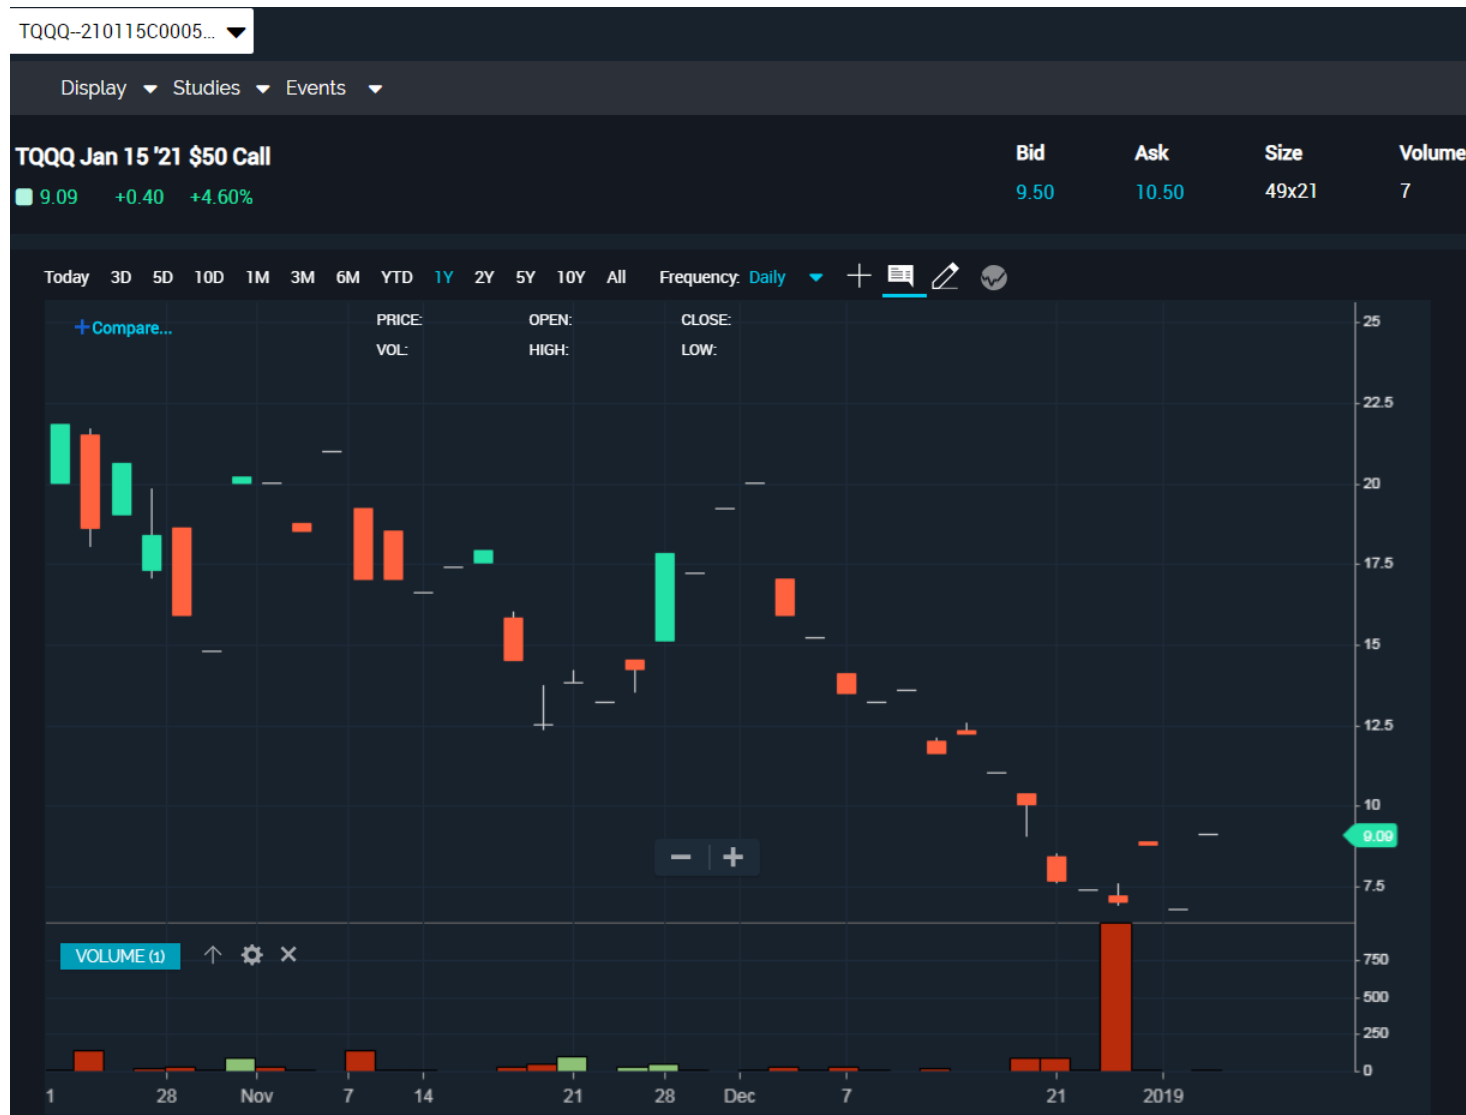 TQQQ--210115C0005...
Display Studies Events
TQQQ Jan 15 '21 $50 Call
9.09 +0.40 +4.60%
Bid Ask Size Volume
9.50 10.50 49x21 7
Today 3D 5D 10D 1M 3M 6M YTD 1Y 2Y 5Y 10Y All Frequency: Daily
+Compare...
PRICE: OPEN: CLOSE:
VOL: HIGH: LOW:
25
22.5
20
17.5
15
12.5
10
9.09
7.5
VOLUME (1)
750
500
250
0
1 28 Nov 7 14 21 28 Dec 7 21 2019